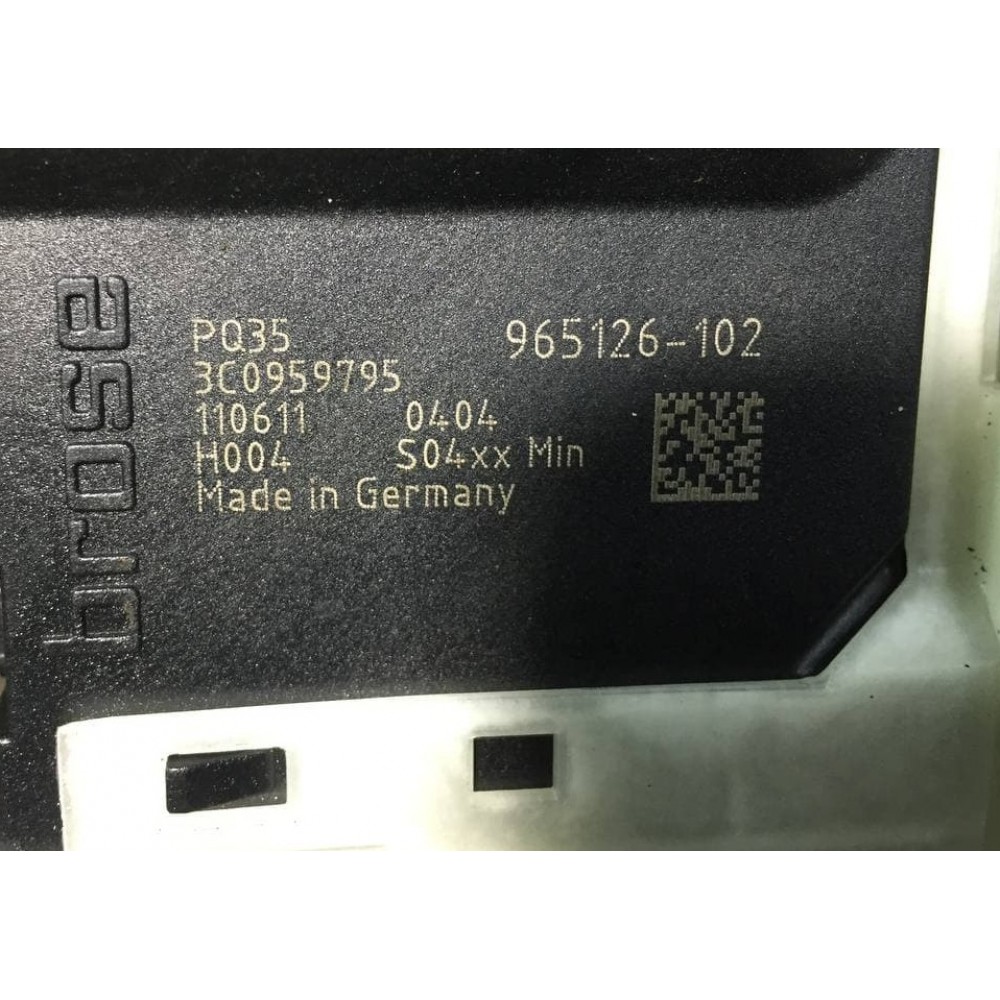 brose
PQ35 965126-102
3C0959795
110611 0404
H004 S04xx Min
Made in Germany